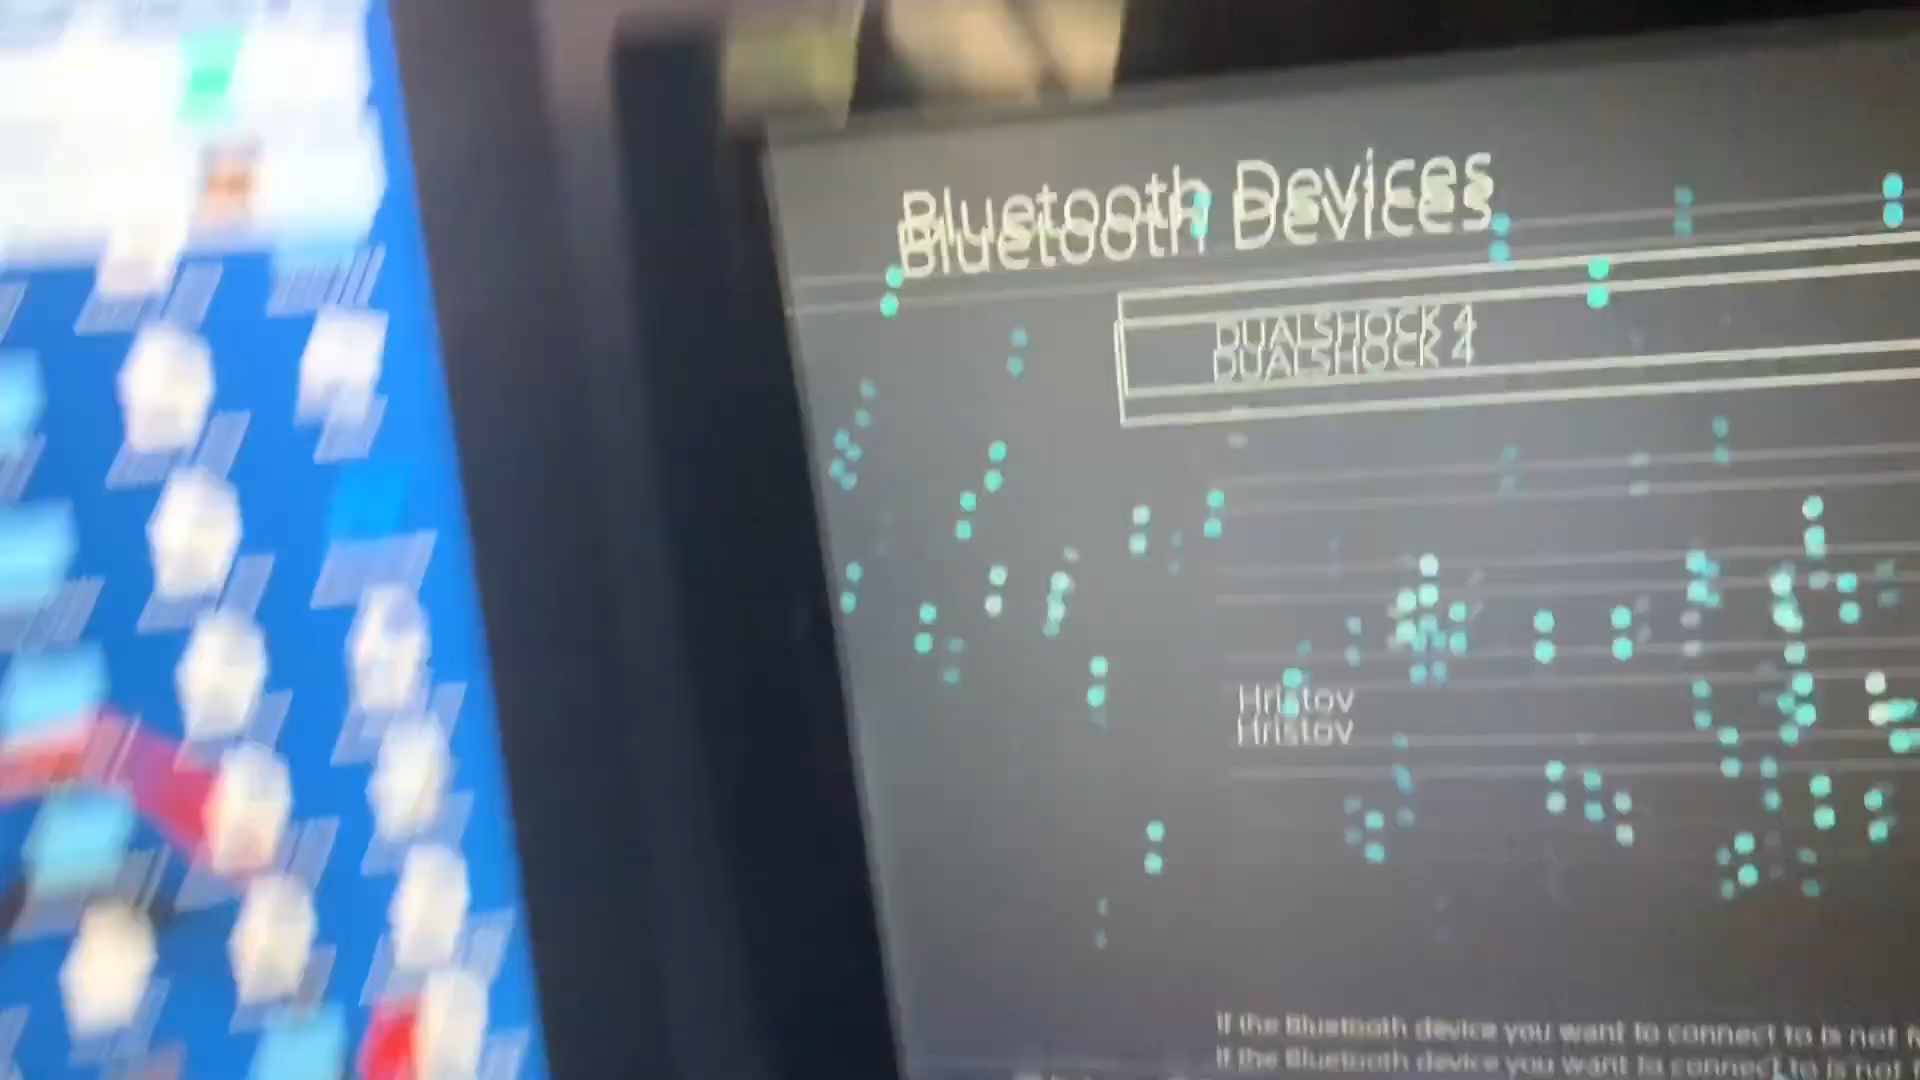 Bluetooth Devices
DUALSHOCK 4
Hristov
If the Bluetooth device you want to connect to is not